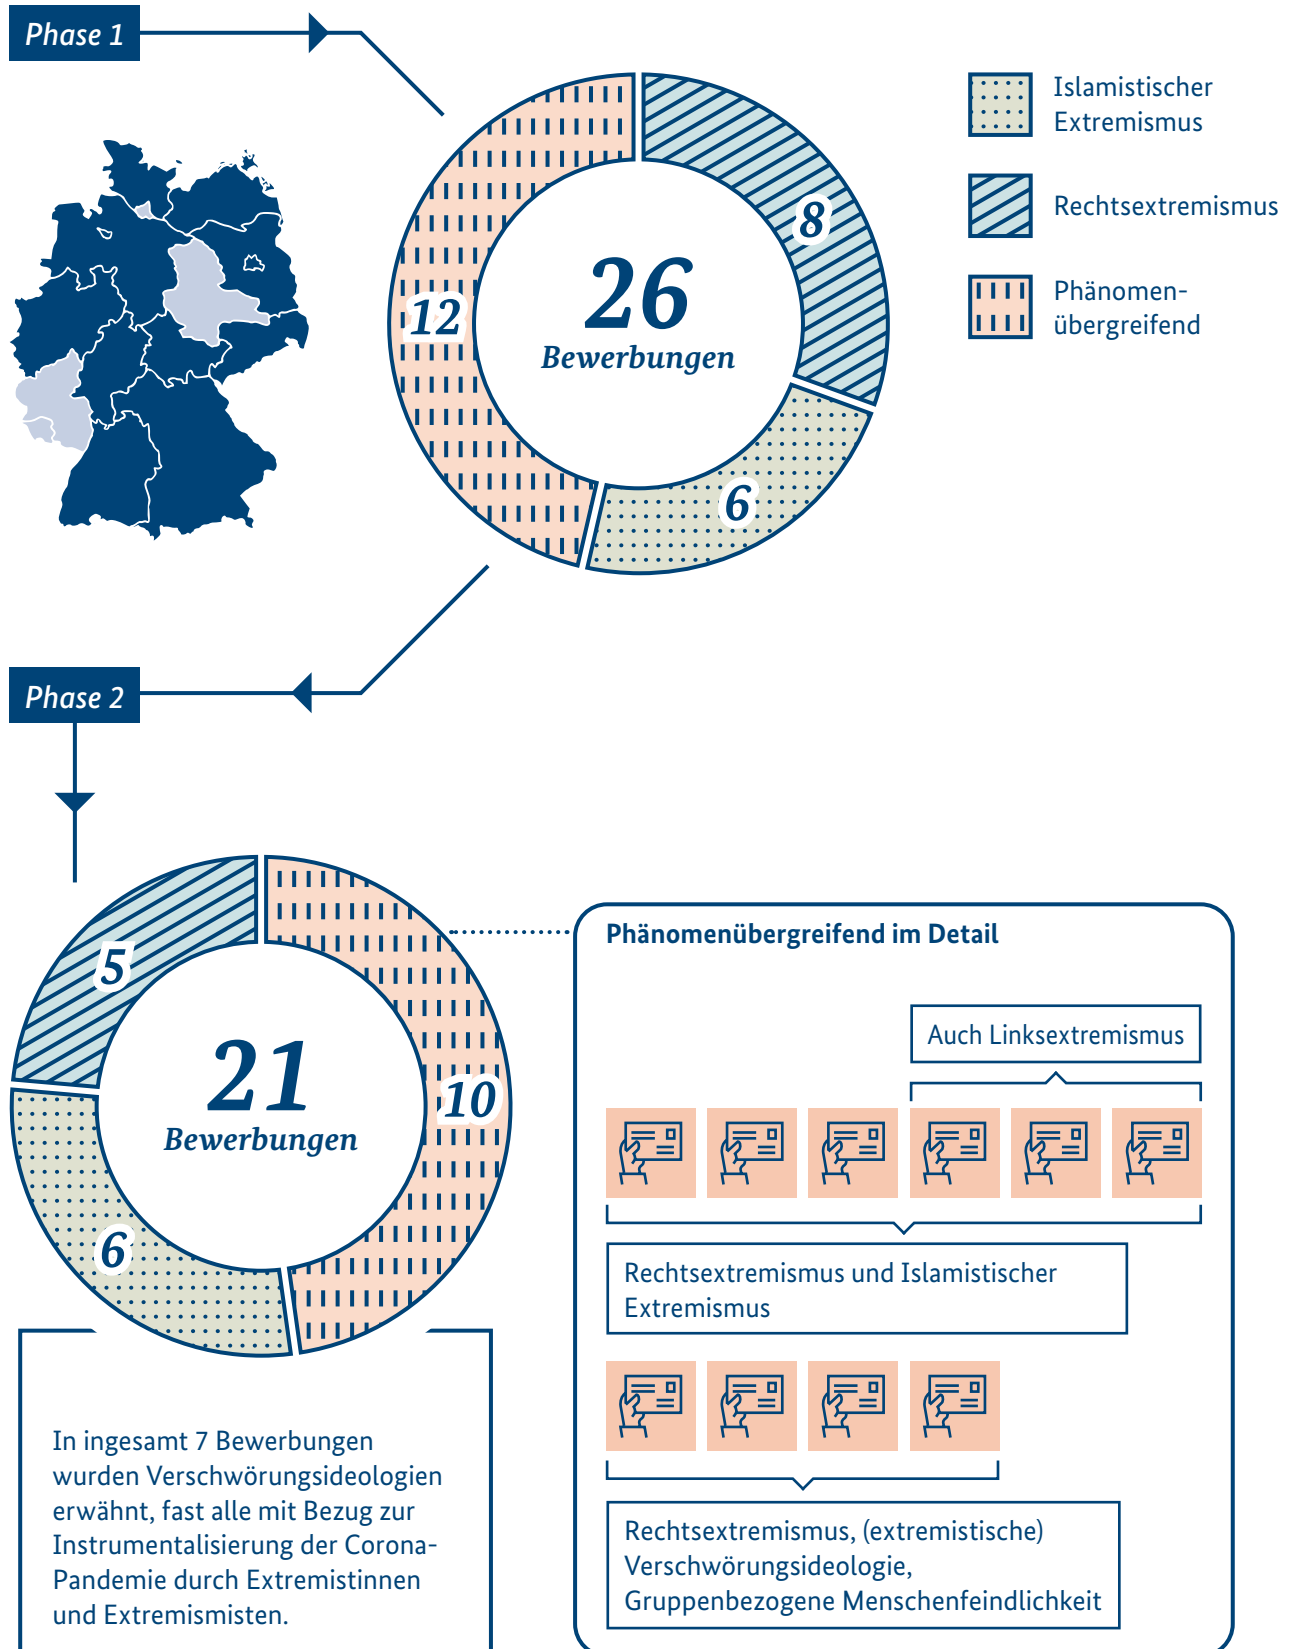 Phase 1
Islamistischer
Extremismus
Rechtsextremismus
Phänomen-
übergreifend
8
12
6
26
Bewerbungen
Phase 2
5
10
6
21
Bewerbungen
In ingesamt 7 Bewerbungen
wurden Verschwörungsideologien
erwähnt, fast alle mit Bezug zur
Instrumentalisierung der Corona-
Pandemie durch Extremistinnen
und Extremismisten.
Phänomenübergreifend im Detail
Auch Linksextremismus
Rechtsextremismus und Islamistischer
Extremismus
Rechtsextremismus, (extremistische)
Verschwörungsideologie,
Gruppenbezogene Menschenfeindlichkeit